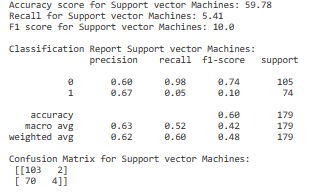 Accuracy score for Support vector Machines: 59.78
Recall for Support vector Machines: 5.41
F1 score for Support vector Machines: 10.0
Classification Report Support vector Machines:
precision recall f1-score support
0 0.60 0.98 0.74 105
1 0.67 0.05 0.10 74
accuracy 0.60 179
macro avg 0.63 0.52 0.42 179
weighted avg 0.62 0.60 0.48 179
Confusion Matrix for Support vector Machines:
[[103 2]
[ 70 4]]